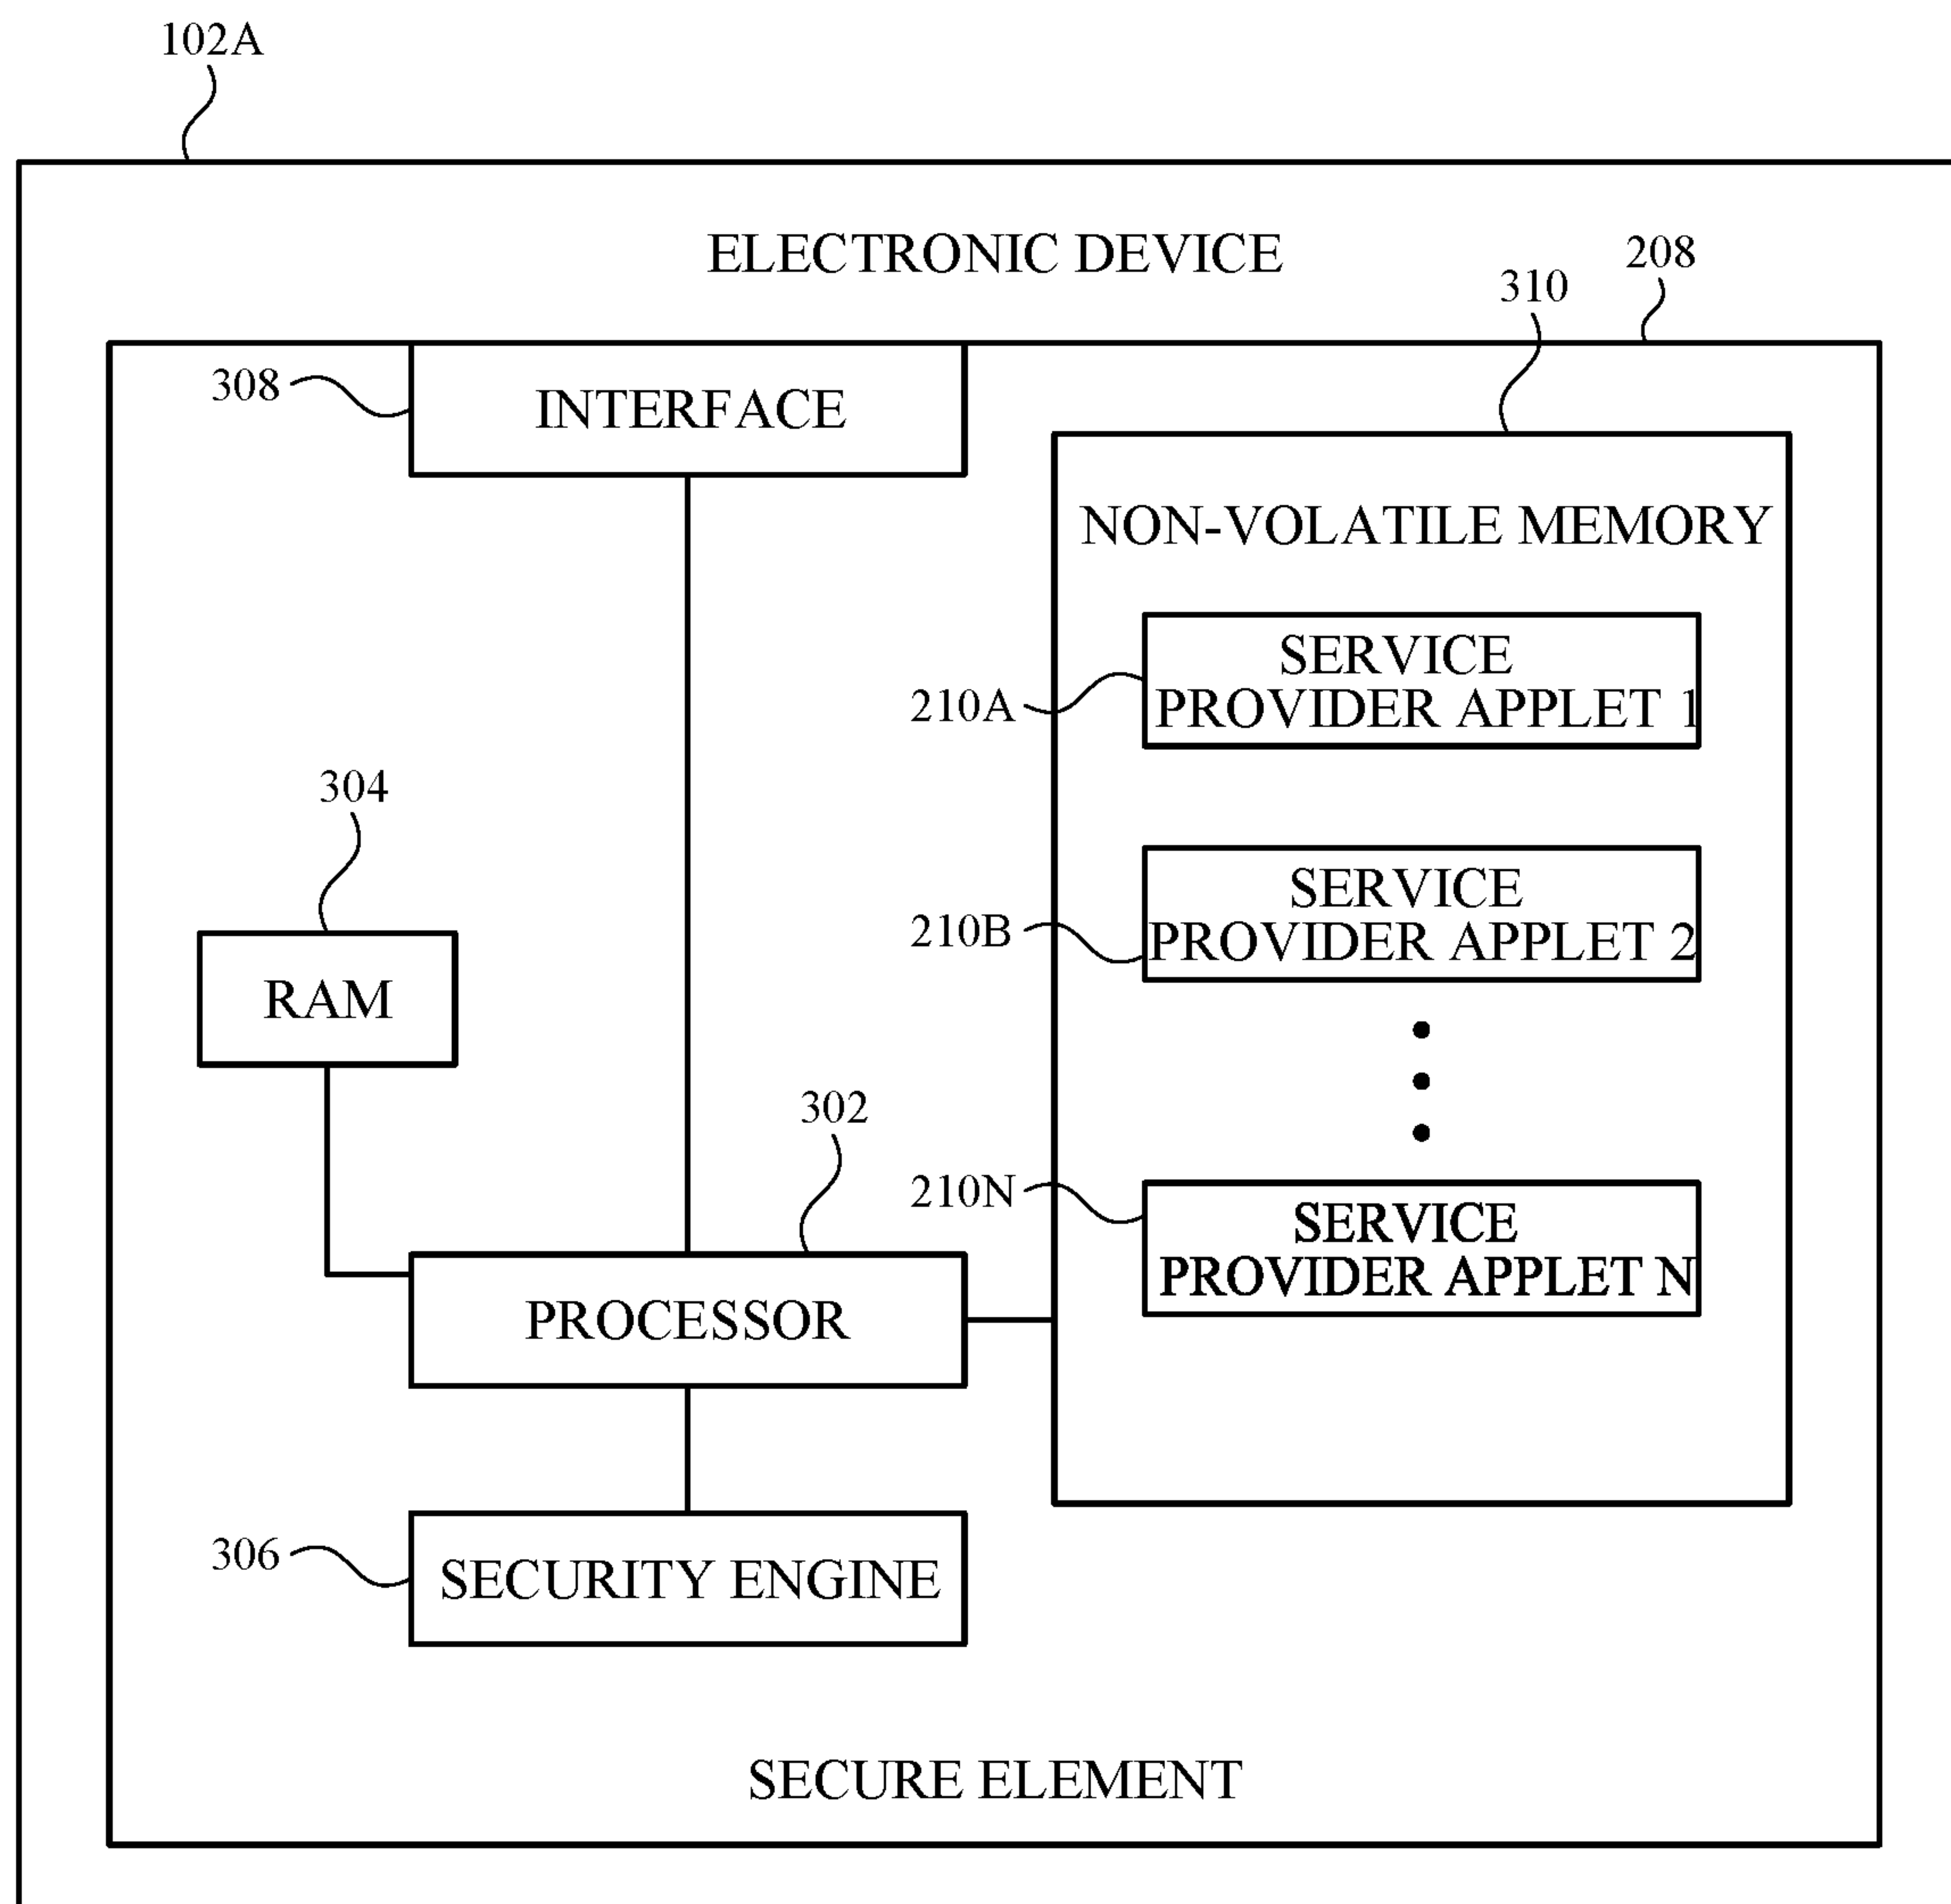 102A
ELECTRONIC DEVICE
208
310
308
INTERFACE
NON-VOLATILE MEMORY
SERVICE
PROVIDER APPLET 1
210A
304
SERVICE
PROVIDER APPLET 2
210B
RAM
302
210N
SERVICE
PROVIDER APPLET N
PROCESSOR
306
SECURITY ENGINE
SECURE ELEMENT